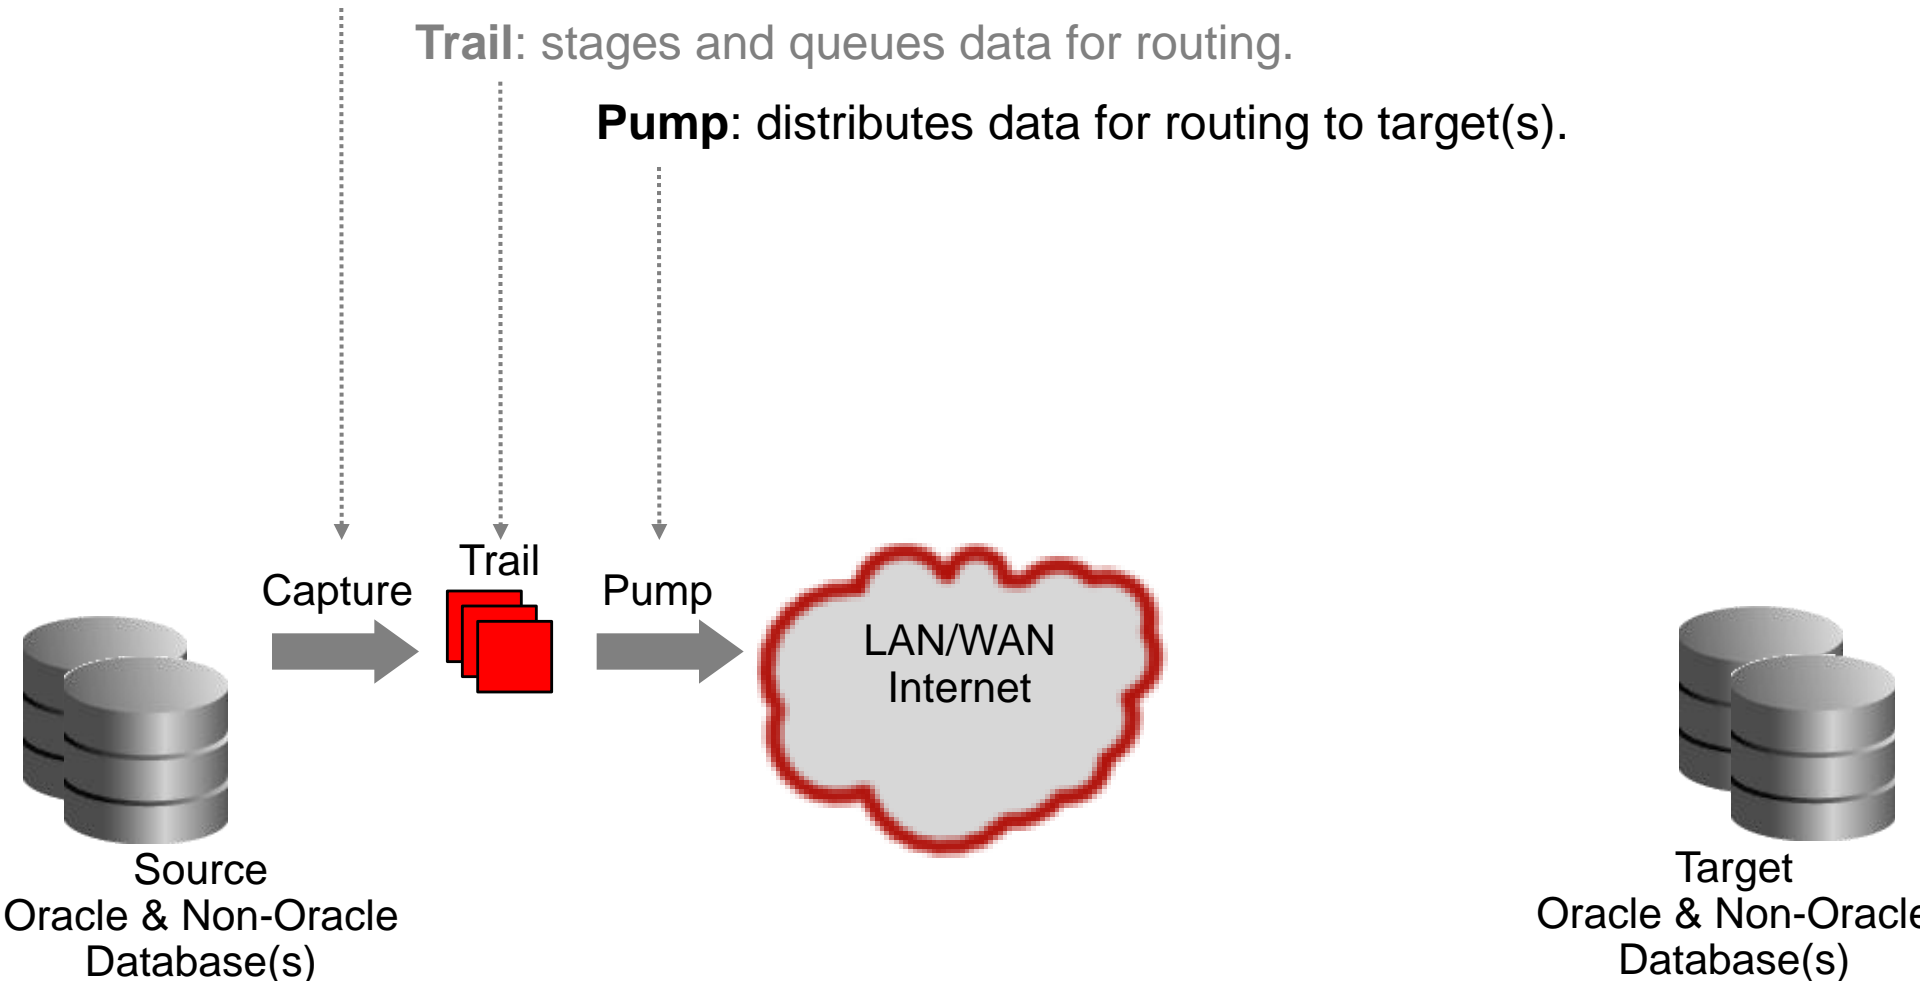 Trail: stages and queues data for routing.
Pump: distributes data for routing to target(s).
Trail
Capture
Pump
LAN/WAN
Internet
Source
Oracle & Non-Oracle
Database(s)
Target
Oracle & Non-Oracle
Database(s)